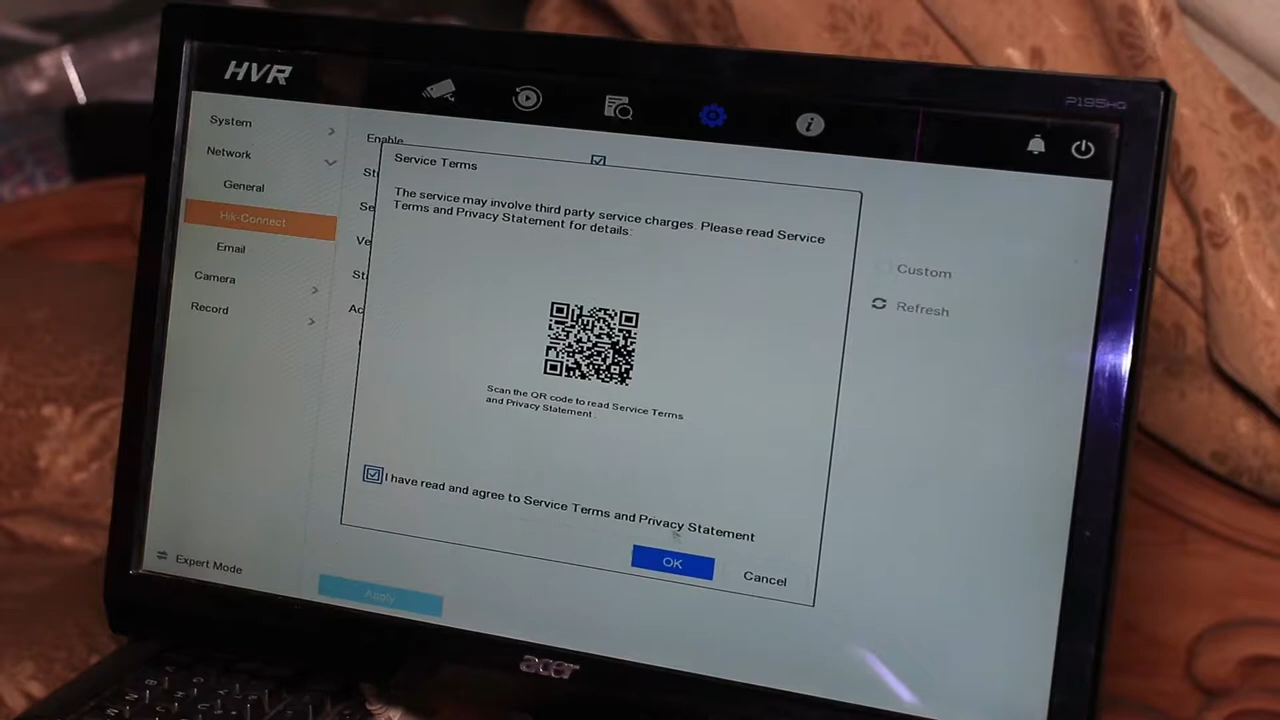 HVR
P195HQ
System
Network
General
Hik-Connect
Email
Camera
Record
Expert Mode
Enable
Service Terms
The service may involve third party service charges. Please read Service
Terms and Privacy Statement for details:
Scan the QR code to read Service Terms
and Privacy Statement .
I have read and agree to Service Terms and Privacy Statement
OK
Cancel
Custom
Refresh
Apply
acer